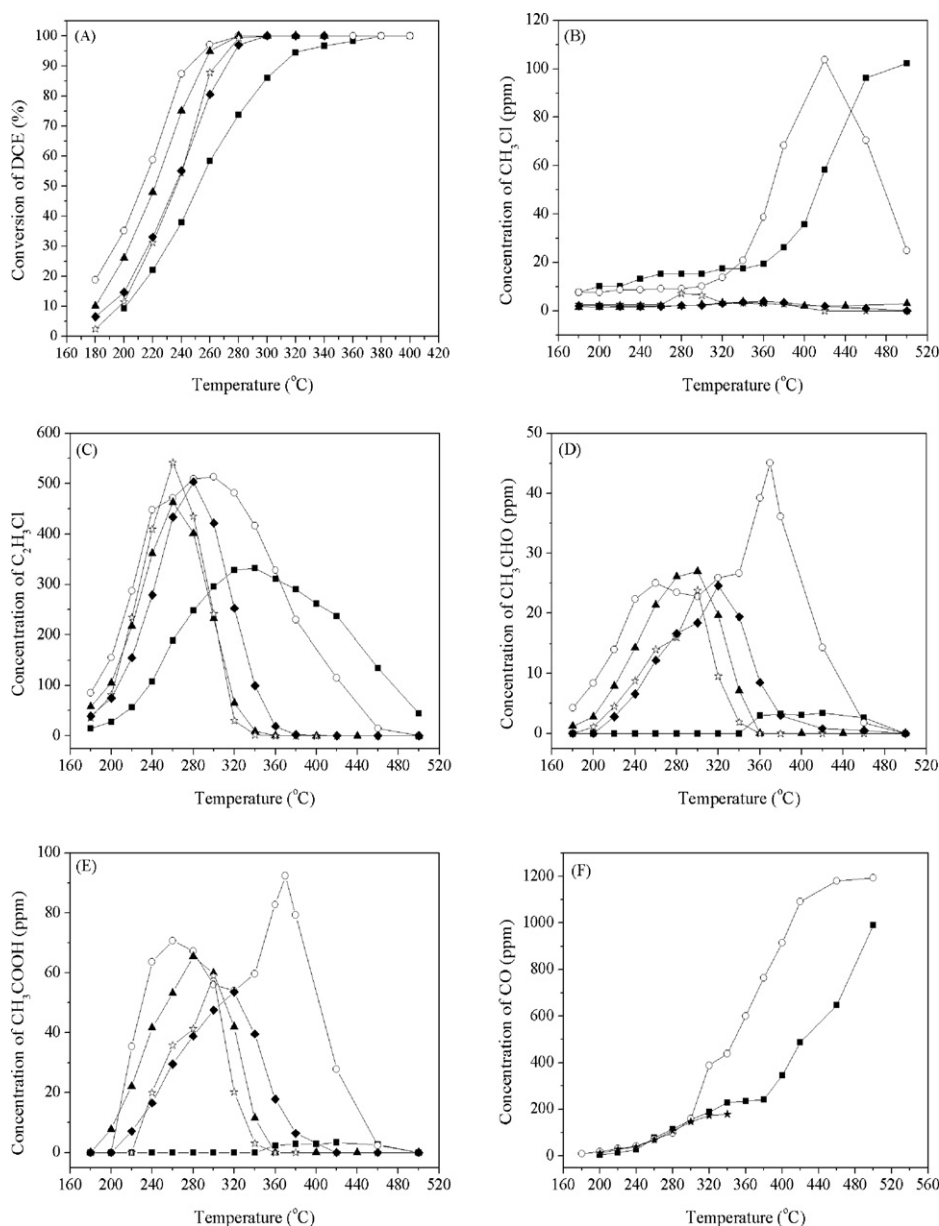 (A)
Conversion of DCE (%)
100
90
80
70
60
50
40
30
20
10
0
160 180 200 220 240 260 280 300 320 340 360 380 400 420
Temperature (°C)
(B)
Concentration of CH₃Cl (ppm)
120
100
80
60
40
20
0
-20
160 200 240 280 320 360 400 440 480 520
Temperature (°C)
(C)
Concentration of C₂H₃Cl
600
500
400
300
200
100
0
160 200 240 280 320 360 400 440 480 520
Temperature (°C)
(D)
Concentration of CH₃CHO (ppm)
50
40
30
20
10
0
160 200 240 280 320 360 400 440 480 520
Temperature (°C)
(E)
Concentration of CH₃COOH (ppm)
100
80
60
40
20
0
160 200 240 280 320 360 400 440 480 520
Temperature (°C)
(F)
Concentration of CO (ppm)
1200
1000
800
600
400
200
0
160 200 240 280 320 360 400 440 480 520 560
Temperature (°C)